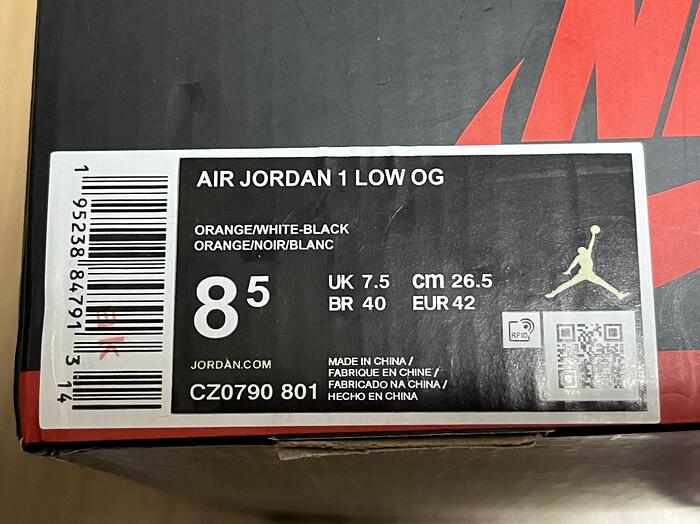 AIR JORDAN 1 LOW OG
ORANGE/WHITE-BLACK
ORANGE/NOIR/BLANC
8⁵
UK 7.5 cm 26.5
BR 40 EUR 42
RFID
JORDAN.COM
CZ0790 801
MADE IN CHINA /
FABRIQUE EN CHINE /
FABRICADO NA CHINA /
HECHO EN CHINA
1 95238 84791 3 14